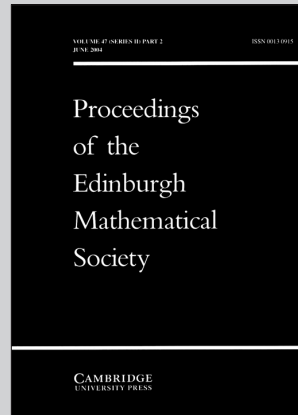 VOLUME 47 (SERIES II) PART 2 ISSN 0013 0915
JUNE 2004
Proceedings
of the
Edinburgh
Mathematical
Society
CAMBRIDGE
UNIVERSITY PRESS